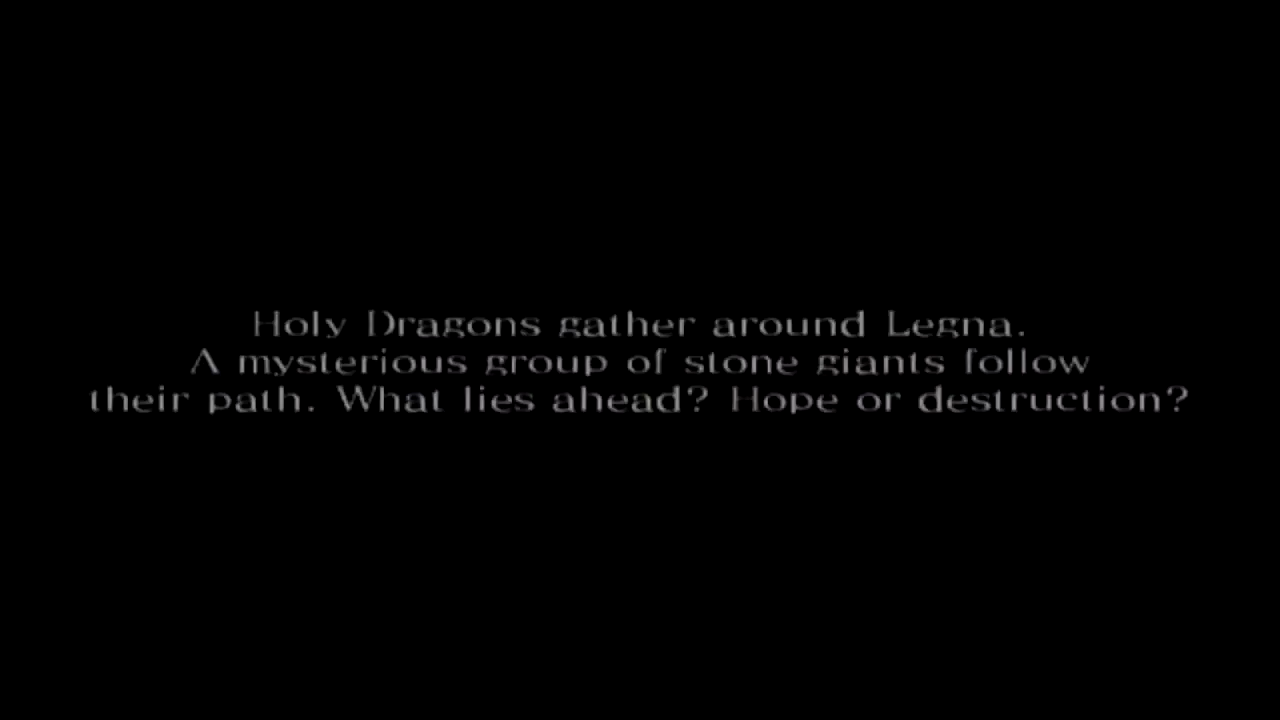 Holy Dragons gather around Legna.
A mysterious group of stone giants follow
their path. What lies ahead? Hope or destruction?